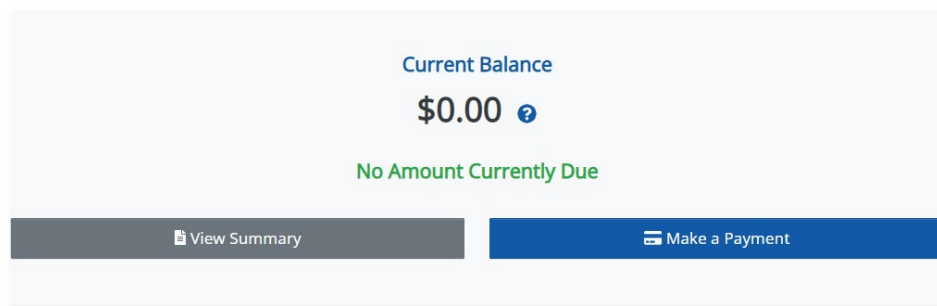 Current Balance
$0.00 ?
No Amount Currently Due
View Summary
Make a Payment